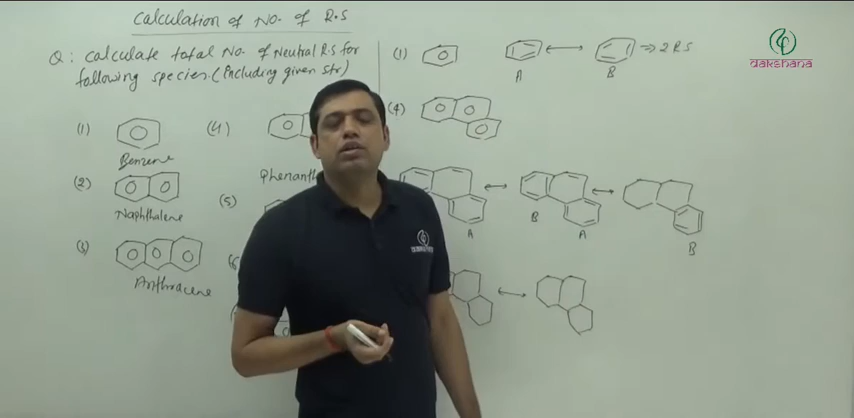 Calculation of No. of R.S
Q: Calculate total No. of Neutral R.S for
following species. (including given str)
(1)
Benzene
(2)
Naphthalene
(3)
Anthracene
(4)
(5)
(1)
A
B
⇒ 2 RS
(4)
A
B
A
B
dakshana